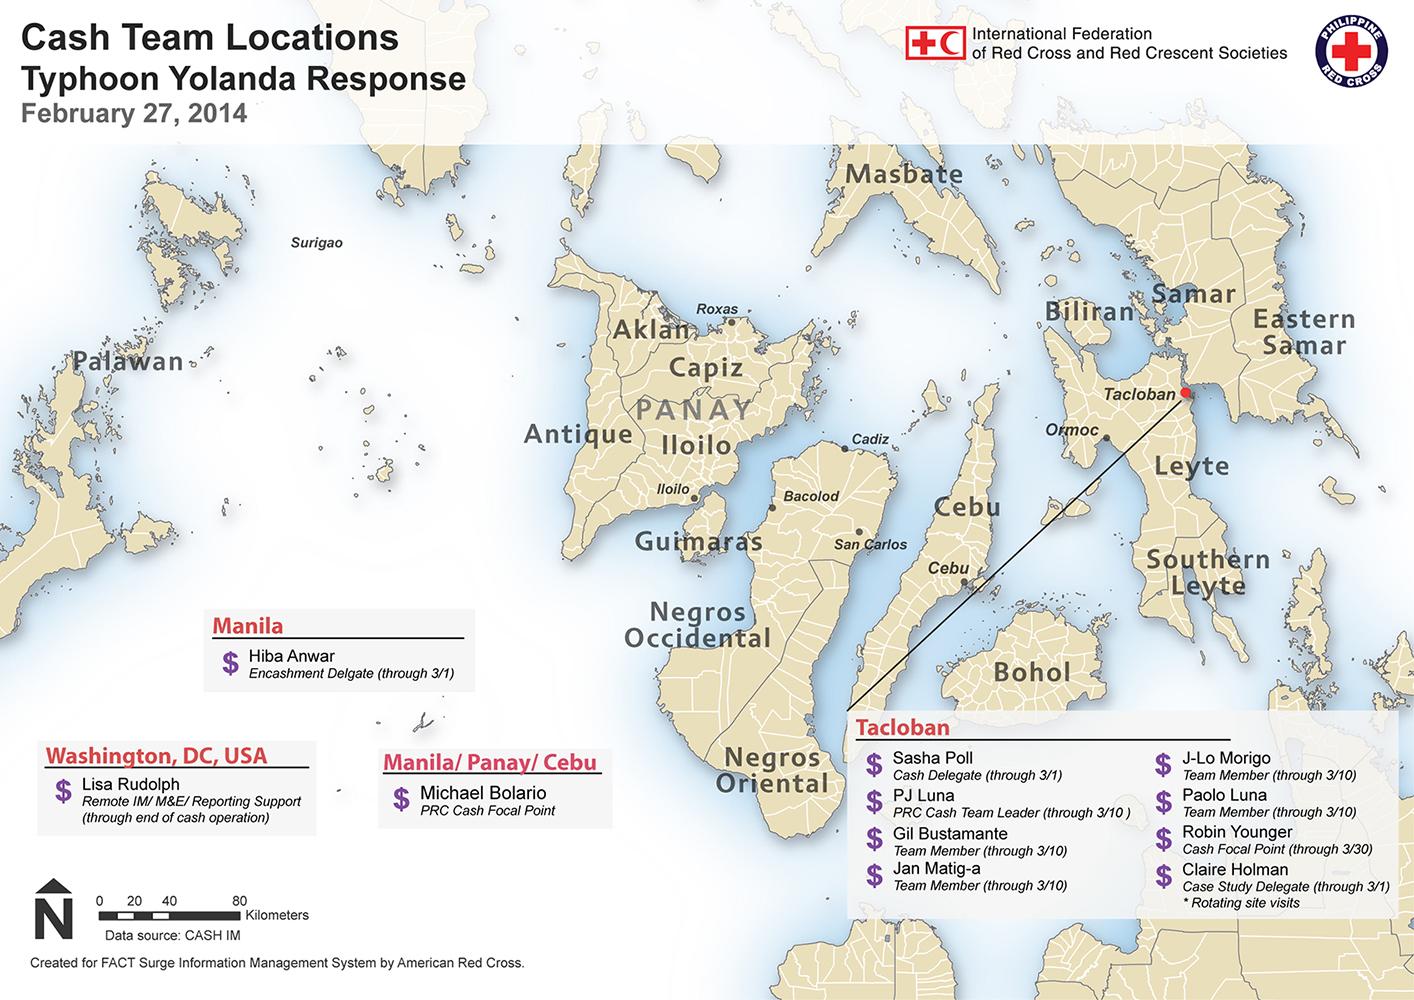 Cash Team Locations
Typhoon Yolanda Response
February 27, 2014
International Federation
of Red Cross and Red Crescent Societies
PHILIPPINE
RED CROSS
Masbate
Surigao
Samar
Biliran
Eastern
Samar
Roxas
Aklan
Palawan
Capiz
Tacloban
PANAY
Ormoc
Antique
Iloilo
Cadiz
Leyte
Iloilo
Bacolod
Cebu
Guimaras
San Carlos
Cebu
Southern
Leyte
Negros
Occidental
Bohol
Negros
Oriental
Manila
$ Hiba Anwar
Encashment Delgate (through 3/1)
Washington, DC, USA
$ Lisa Rudolph
Remote IM/ M&E/ Reporting Support
(through end of cash operation)
Manila/ Panay/ Cebu
$ Michael Bolario
PRC Cash Focal Point
Tacloban
$ Sasha Poll
Cash Delegate (through 3/1)
$ PJ Luna
PRC Cash Team Leader (through 3/10 )
$ Gil Bustamante
Team Member (through 3/10)
$ Jan Matig-a
Team Member (through 3/10)
$ J-Lo Morigo
Team Member (through 3/10)
$ Paolo Luna
Team Member (through 3/10)
$ Robin Younger
Cash Focal Point (through 3/30)
$ Claire Holman
Case Study Delegate (through 3/1)
* Rotating site visits
N
0 20 40 80
Kilometers
Data source: CASH IM
Created for FACT Surge Information Management System by American Red Cross.